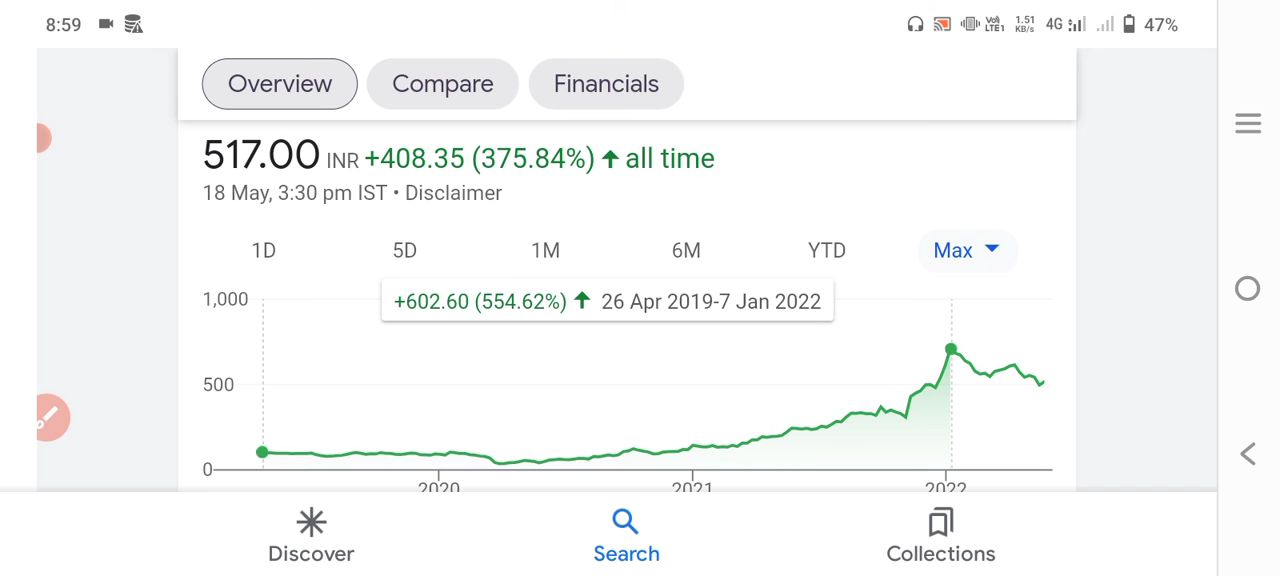 8:59 Vo) LTE1 1.51 KB/s 4G 47%
Overview Compare Financials
517.00 INR +408.35 (375.84%) ↑ all time
18 May, 3:30 pm IST • Disclaimer
1D 5D 1M 6M YTD Max
+602.60 (554.62%) ↑ 26 Apr 2019-7 Jan 2022
1,000
500
0
2020 2021 2022
Discover Search Collections